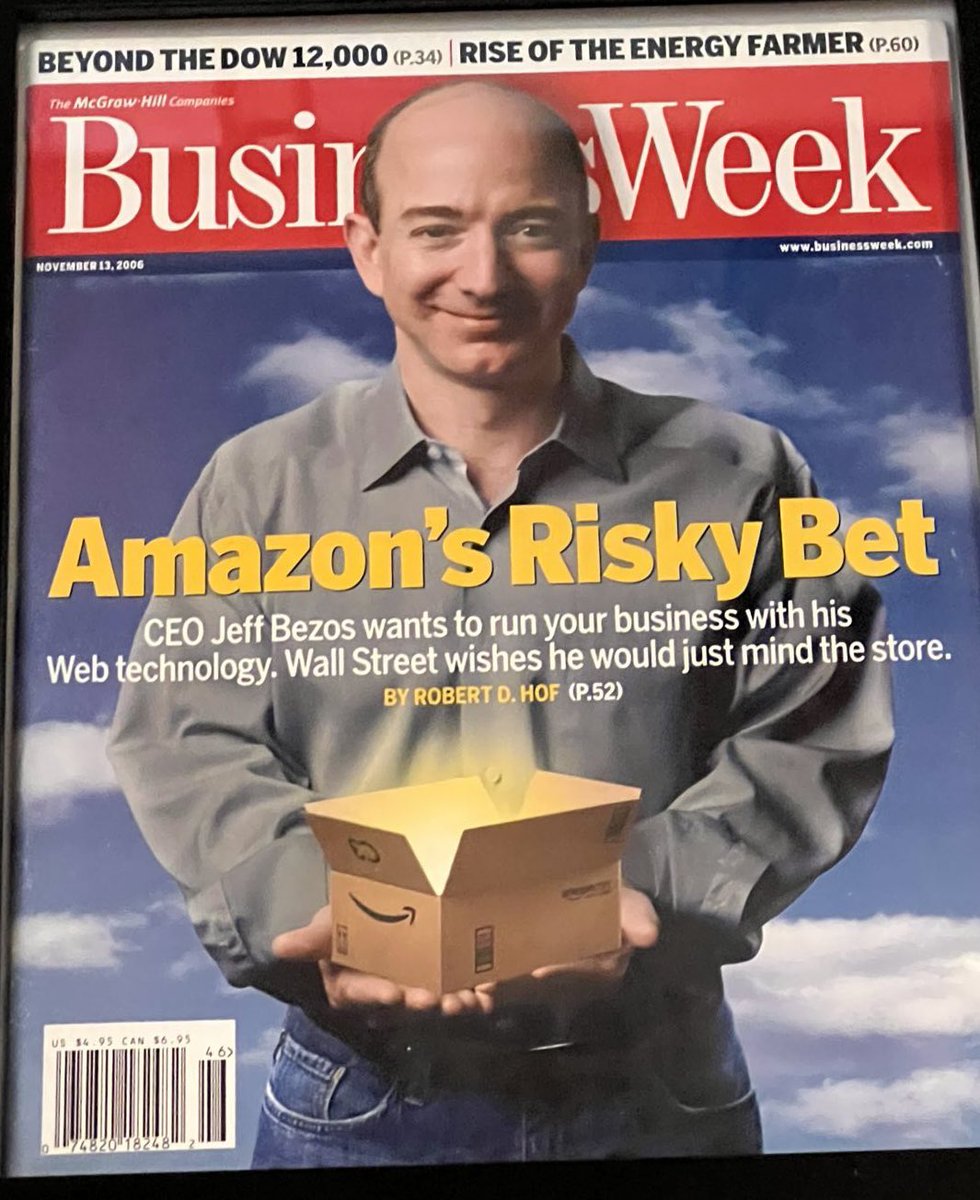 BEYOND THE DOW 12,000 (P.34) | RISE OF THE ENERGY FARMER (P.60)
The McGraw·Hill Companies
Busin sWeek
www.businessweek.com
NOVEMBER 13, 2006
Amazon's Risky Bet
CEO Jeff Bezos wants to run your business with his
Web technology. Wall Street wishes he would just mind the store.
BY ROBERT D. HOF (P.52)
US $4.95 CAN $6.95
46>
0 74820 18248 2